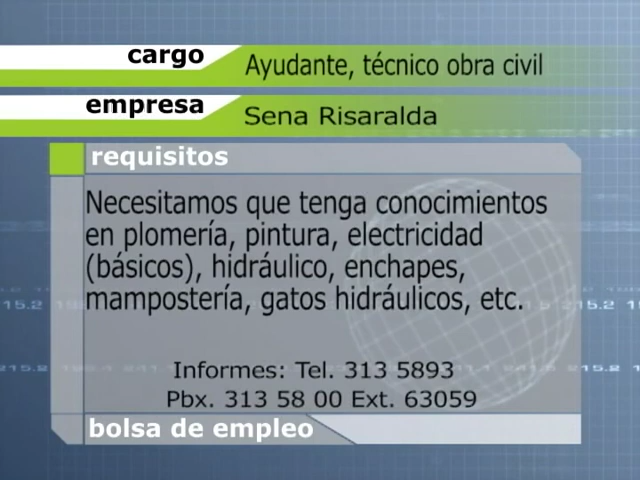 cargo
Ayudante, técnico obra civil
empresa
Sena Risaralda
requisitos
Necesitamos que tenga conocimientos
en plomería, pintura, electricidad
(básicos), hidráulico, enchapes,
mampostería, gatos hidráulicos, etc.
Informes: Tel. 313 5893
Pbx. 313 58 00 Ext. 63059
bolsa de empleo